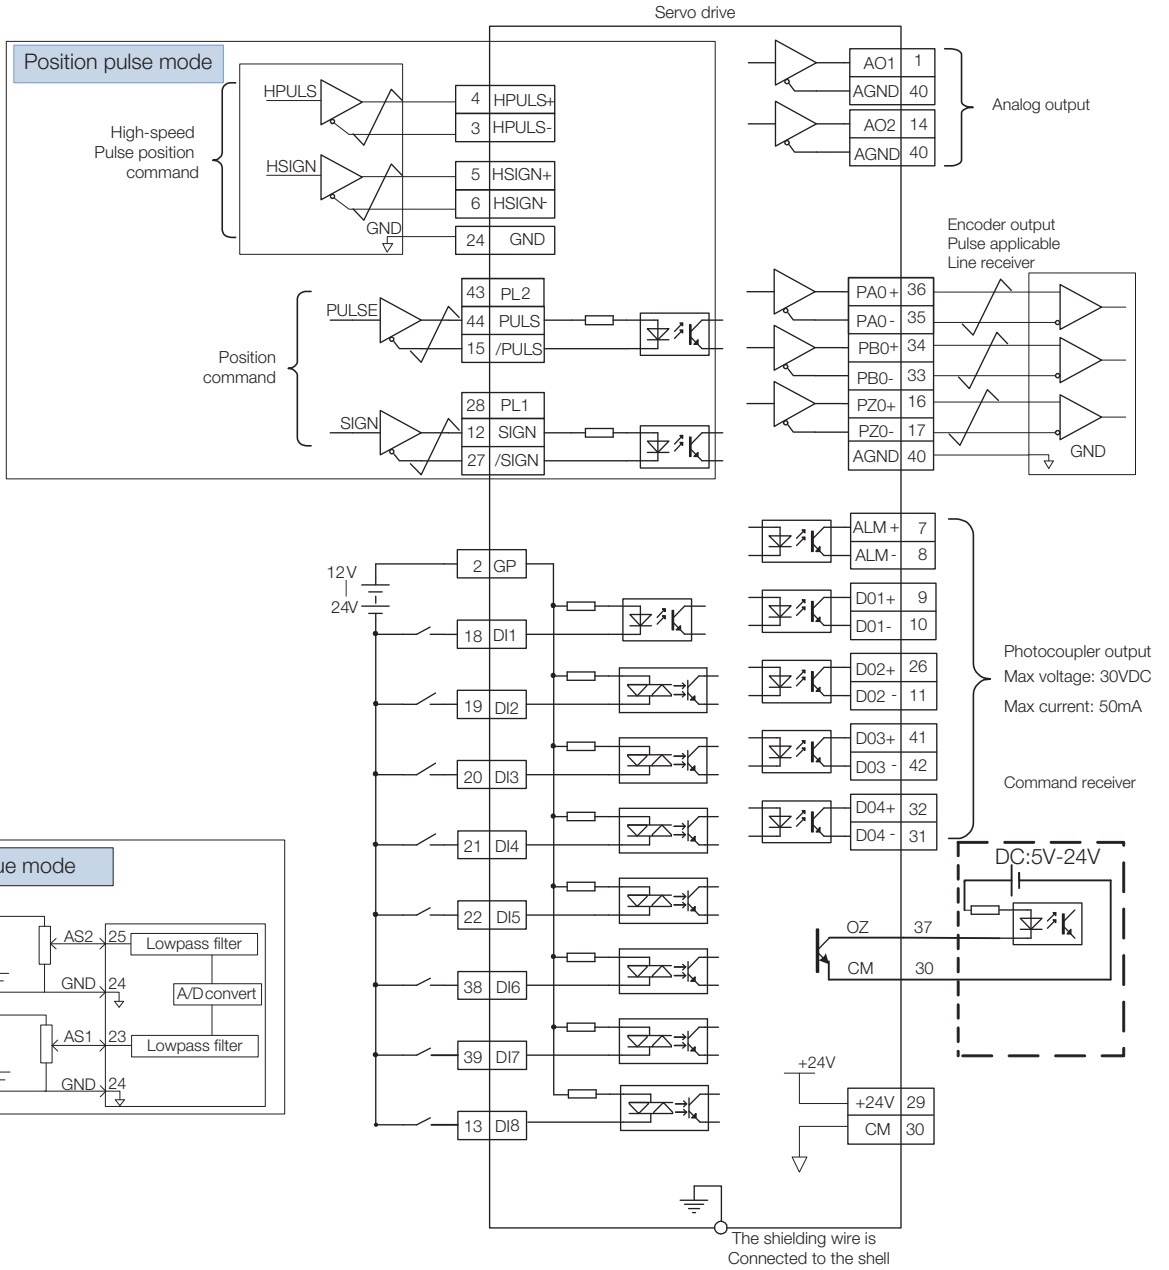 Servo drive
Position pulse mode
High-speed
Pulse position
command
HPULS
4 HPULS+
3 HPULS-
HSIGN
5 HSIGN+
6 HSIGN-
GND
24 GND
Position
command
PULSE
43 PL2
44 PULS
15 /PULS
SIGN
28 PL1
12 SIGN
27 /SIGN
AO1 1
AGND 40
AO2 14
AGND 40
Analog output
Encoder output
Pulse applicable
Line receiver
PA0+ 36
PA0- 35
PB0+ 34
PB0- 33
PZ0+ 16
PZ0- 17
AGND 40
GND
12V
24V
2 GP
18 DI1
19 DI2
20 DI3
21 DI4
22 DI5
38 DI6
39 DI7
13 DI8
ALM+ 7
ALM- 8
D01+ 9
D01- 10
D02+ 26
D02 - 11
D03+ 41
D03 - 42
D04+ 32
D04 - 31
Photocoupler output
Max voltage: 30VDC
Max current: 50mA
Command receiver
DC:5V-24V
OZ 37
CM 30
+24V
+24V 29
CM 30
ue mode
AS2 25 Lowpass filter
GND 24
A/D convert
AS1 23 Lowpass filter
GND 24
The shielding wire is
Connected to the shell